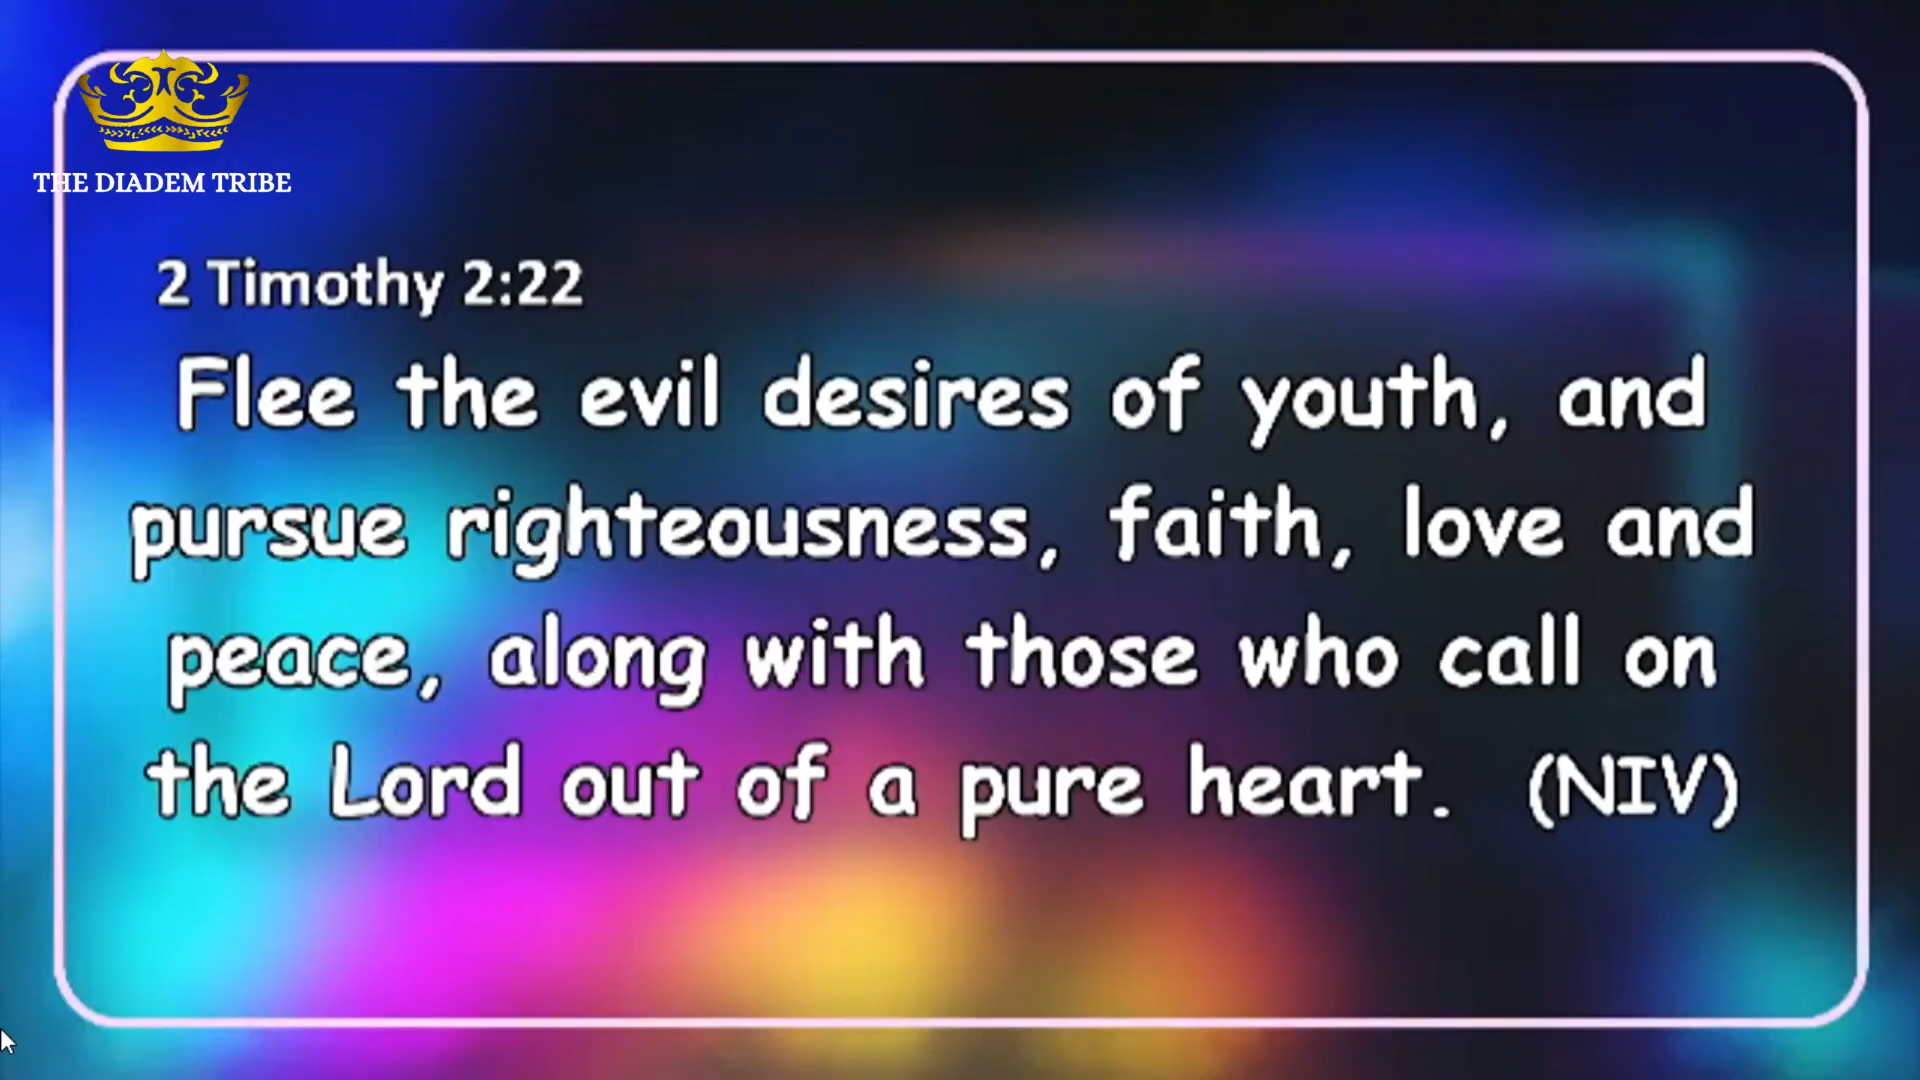 THE DIADEM TRIBE
2 Timothy 2:22
Flee the evil desires of youth, and
pursue righteousness, faith, love and
peace, along with those who call on
the Lord out of a pure heart. (NIV)